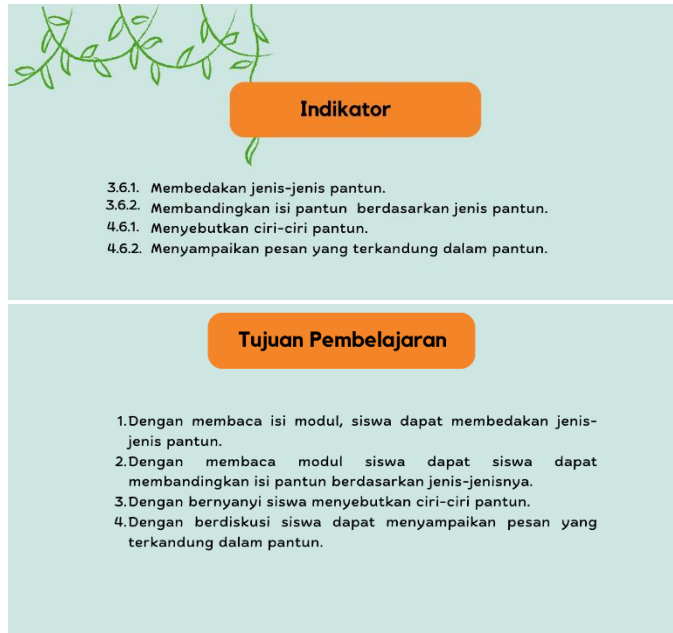 Indikator
3.6.1. Membedakan jenis-jenis pantun.
3.6.2. Membandingkan isi pantun berdasarkan jenis pantun.
4.6.1. Menyebutkan ciri-ciri pantun.
4.6.2. Menyampaikan pesan yang terkandung dalam pantun.
Tujuan Pembelajaran
1.Dengan membaca isi modul, siswa dapat membedakan jenis-
jenis pantun.
2.Dengan membaca modul siswa dapat siswa dapat
membandingkan isi pantun berdasarkan jenis-jenisnya.
3.Dengan bernyanyi siswa menyebutkan ciri-ciri pantun.
4.Dengan berdiskusi siswa dapat menyampaikan pesan yang
terkandung dalam pantun.